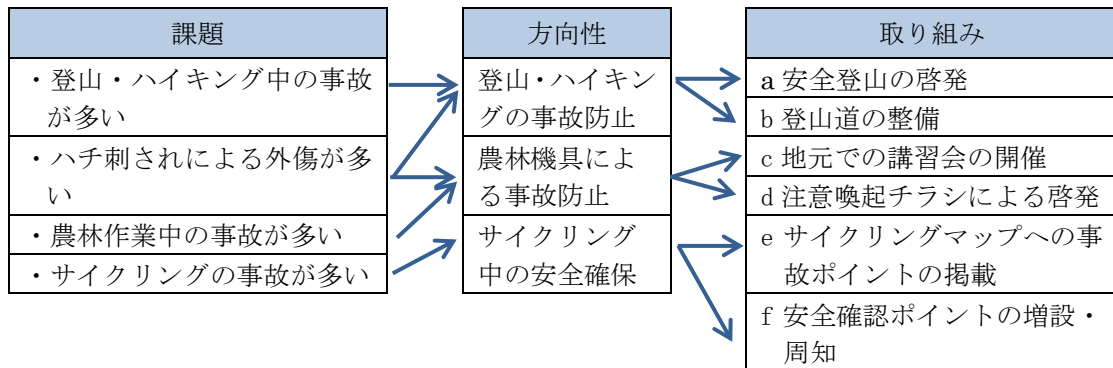 課題
・登山・ハイキング中の事故
が多い
・ハチ刺されによる外傷が多
い
・農林作業中の事故が多い
・サイクリングの事故が多い
方向性
登山・ハイキン
グの事故防止
農林機具によ
る事故防止
サイクリング
中の安全確保
取り組み
a 安全登山の啓発
b 登山道の整備
c 地元での講習会の開催
d 注意喚起チラシによる啓発
e サイクリングマップへの事
故ポイントの掲載
f 安全確認ポイントの増設・
周知